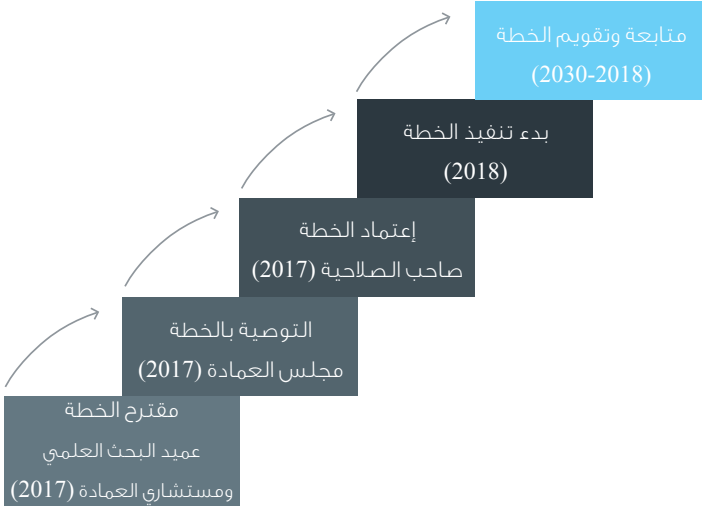 متابعة وتقويم الخطة
(2018-2030)
بدء تنفيذ الخطة
(2018)
إعتماد الخطة
صاحب الصلاحية (2017)
التوصية بالخطة
مجلس العمادة (2017)
مقترح الخطة
عميد البحث العلمي
ومستشاري العمادة (2017)